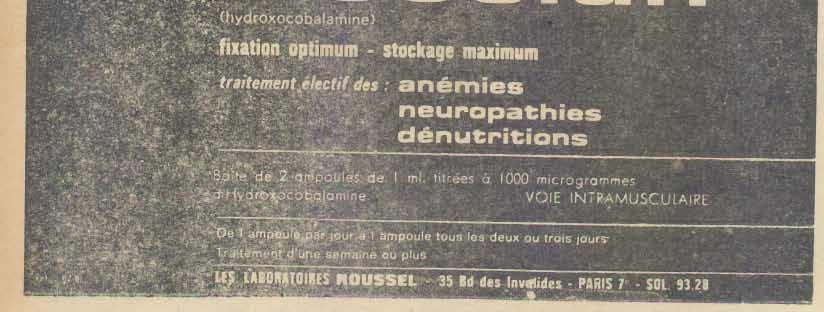 (hydroxocobalamine)
fixation optimum - stockage maximum
traitement électif des : anémies
neuropathies
dénutritions
Boîte de 2 ampoules de 1 ml. titrées à 1000 microgrammes
d'Hydroxocobalamine VOIE INTRAMUSCULAIRE
De 1 ampoule par jour à 1 ampoule tous les deux ou trois jours
Traitement d'une semaine ou plus
LES LABORATOIRES ROUSSEL - 35 Bd des Invalides - PARIS 7° - SOL. 93.28